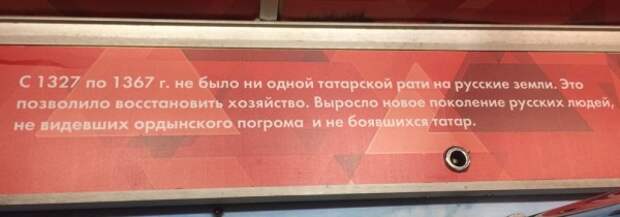 С 1327 по 1367 г. не было ни одной татарской рати на русские земли. Это
позволило восстановить хозяйство. Выросло новое поколение русских людей,
не видевших ордынского погрома и не боявшихся татар.